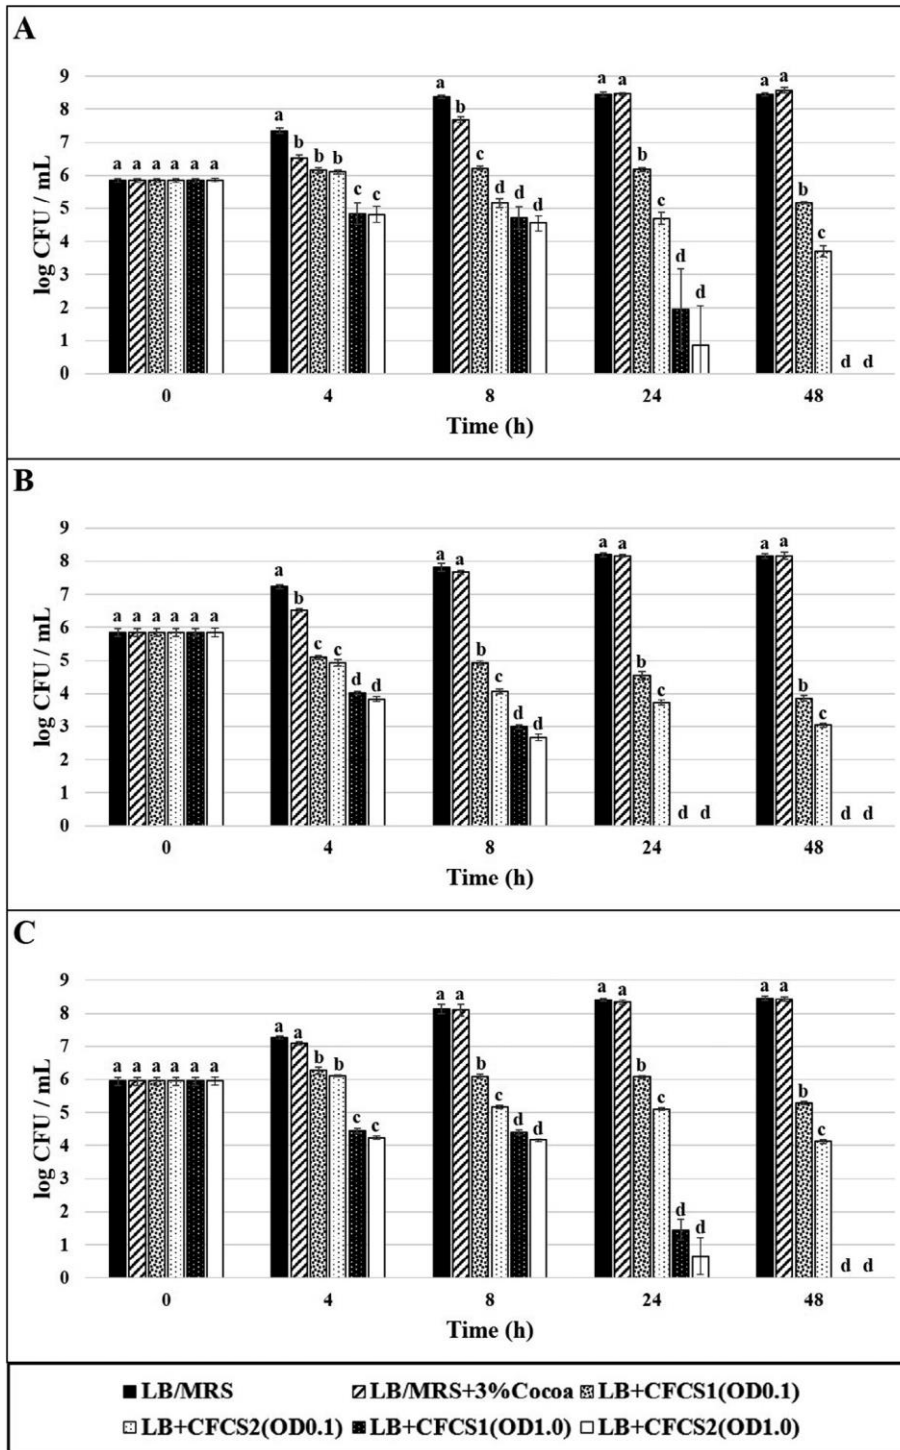 A
9
8
7
6
5
4
3
2
1
0
log CFU / mL
a a a a a a
a b b b c c
a b c d d d
a a b c d d
a a b c d d
0 4 8 24 48
Time (h)
B
9
8
7
6
5
4
3
2
1
0
log CFU / mL
a a a a a a
a b c c d d
a a b c d d
a a b c d d
a a b c d d
0 4 8 24 48
Time (h)
C
9
8
7
6
5
4
3
2
1
0
log CFU / mL
a a a a a a
a a b b c c
a a b c d d
a a b c d d
a a b c d d
0 4 8 24 48
Time (h)
LB/MRS LB/MRS+3%Cocoa LB+CFCS1(OD0.1)
LB+CFCS2(OD0.1) LB+CFCS1(OD1.0) LB+CFCS2(OD1.0)